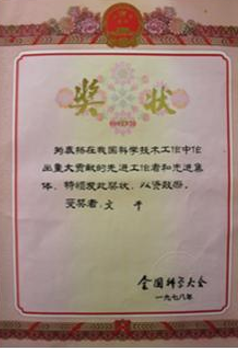 奖状
为表扬在我国科学技术工作中作
出重大贡献的先进工作者和先进集
体，特颁发此奖状，以资鼓励。
受奖者：文 平
全国科学大会
一九七八年